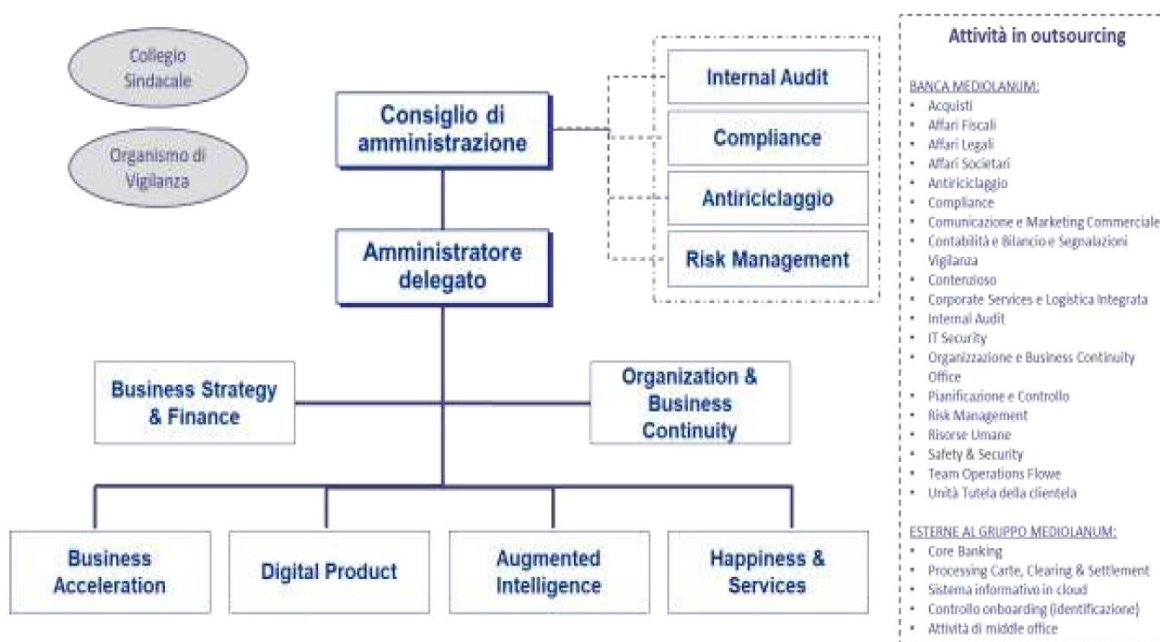 Collegio
Sindacale
Organismo di
Vigilanza
Consiglio di
amministrazione
Amministratore
delegato
Internal Audit
Compliance
Antiriciclaggio
Risk Management
Business Strategy
& Finance
Organization &
Business
Continuity
Business
Acceleration
Digital Product
Augmented
Intelligence
Happiness &
Services
Attività in outsourcing
BANCA MEDIOLANUM:
• Acquisti
• Affari Fiscali
• Affari Legali
• Affari Societari
• Antiriciclaggio
• Compliance
• Comunicazione e Marketing Commerciale
• Contabilità e Bilancio e Segnalazioni
Vigilanza
• Contenzioso
• Corporate Services e Logistica Integrata
• Internal Audit
• IT Security
• Organizzazione e Business Continuity
Office
• Pianificazione e Controllo
• Risk Management
• Risorse Umane
• Safety & Security
• Team Operations Flowe
• Unità Tutela della clientela
ESTERNE AL GRUPPO MEDIOLANUM:
• Core Banking
• Processing Carte, Clearing & Settlement
• Sistema informativo in cloud
• Controllo onboarding (identificazione)
• Attività di middle office